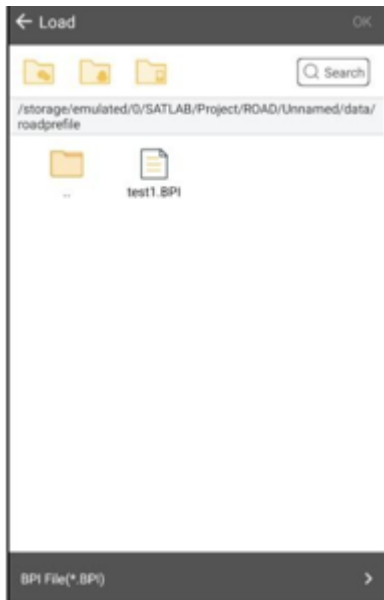 Load
OK
Search
/storage/emulated/0/SATLAB/Project/ROAD/Unnamed/data/
roadprefile
..
test1.BPI
BPI File(*.BPI)